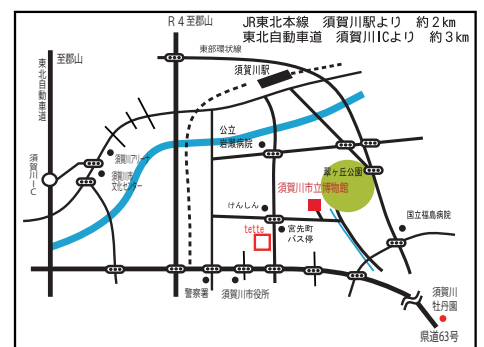 R4至郡山
JR東北本線 須賀川駅より 約2km
東北自動車道 須賀川ICより 約3km
至郡山
東部環状線
須賀川駅
東北自動車道
公立
岩瀬病院
須賀川アリーナ
須賀川市
文化センター
須賀川IC
翠ヶ丘公園
須賀川市立博物館
けんしん
国立福島病院
tette
宮先町
バス停
警察署
須賀川市役所
須賀川
牡丹園
県道63号